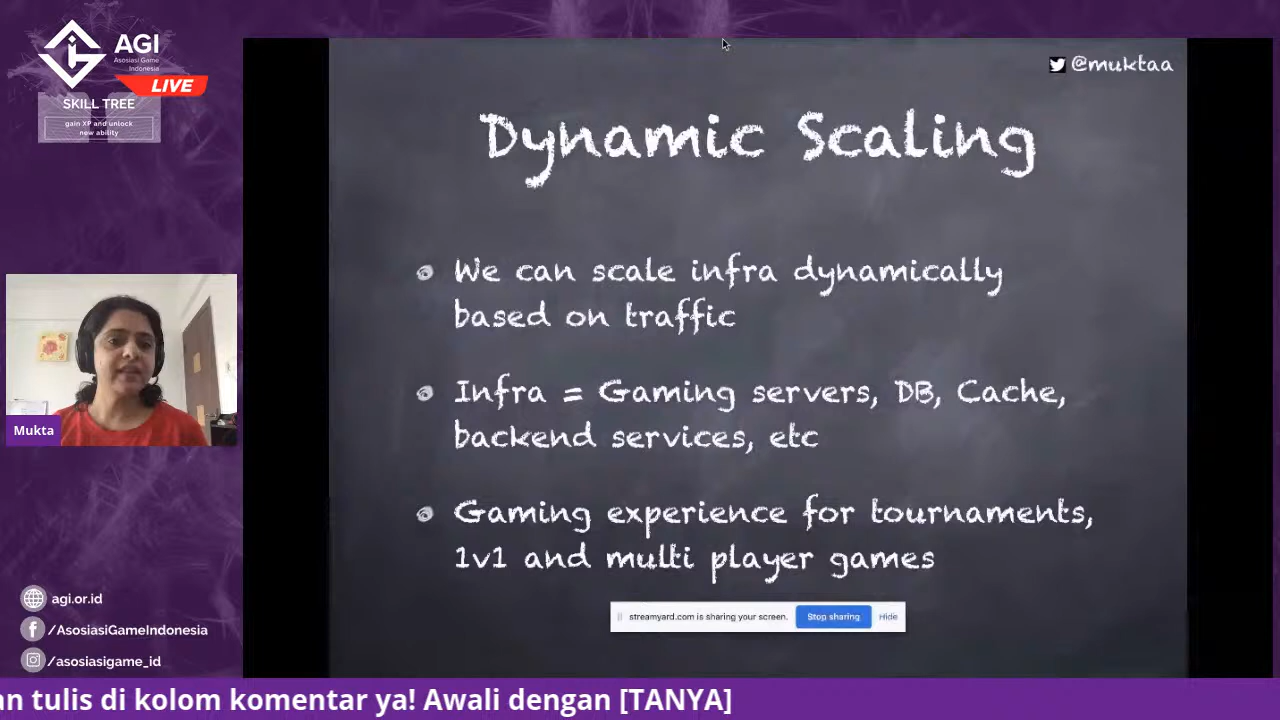 AGI
Asosiasi Game
Indonesia
LIVE
SKILL TREE
gain XP and unlock
new ability
@muktaa
Dynamic Scaling
We can scale infra dynamically
based on traffic
Infra = Gaming servers, DB, Cache,
backend services, etc
Gaming experience for tournaments,
1v1 and multi player games
streamyard.com is sharing your screen.
Stop sharing
Hide
Mukta
agi.or.id
/AsosiasiGameIndonesia
/asosiasigame_id
an tulis di kolom komentar ya! Awali dengan [TANYA]